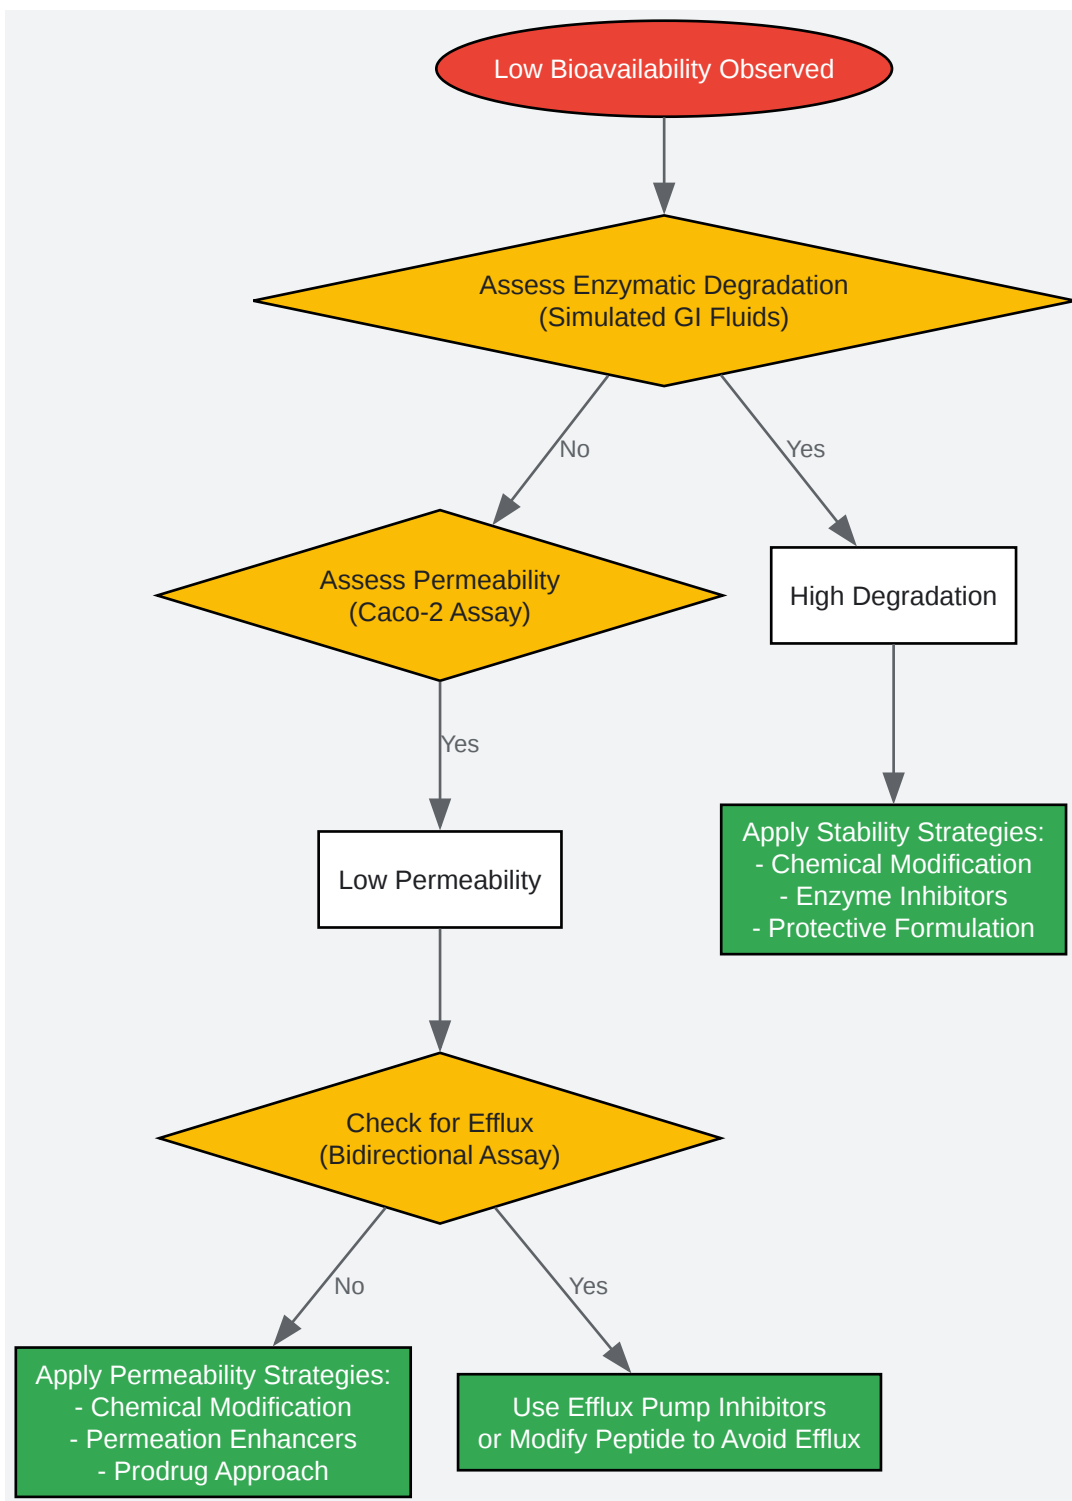 Low Bioavailability Observed
Assess Enzymatic Degradation
(Simulated GI Fluids)
No
Yes
Assess Permeability
(Caco-2 Assay)
High Degradation
Yes
Apply Stability Strategies:
- Chemical Modification
- Enzyme Inhibitors
- Protective Formulation
Low Permeability
Check for Efflux
(Bidirectional Assay)
No
Yes
Apply Permeability Strategies:
- Chemical Modification
- Permeation Enhancers
- Prodrug Approach
Use Efflux Pump Inhibitors
or Modify Peptide to Avoid Efflux